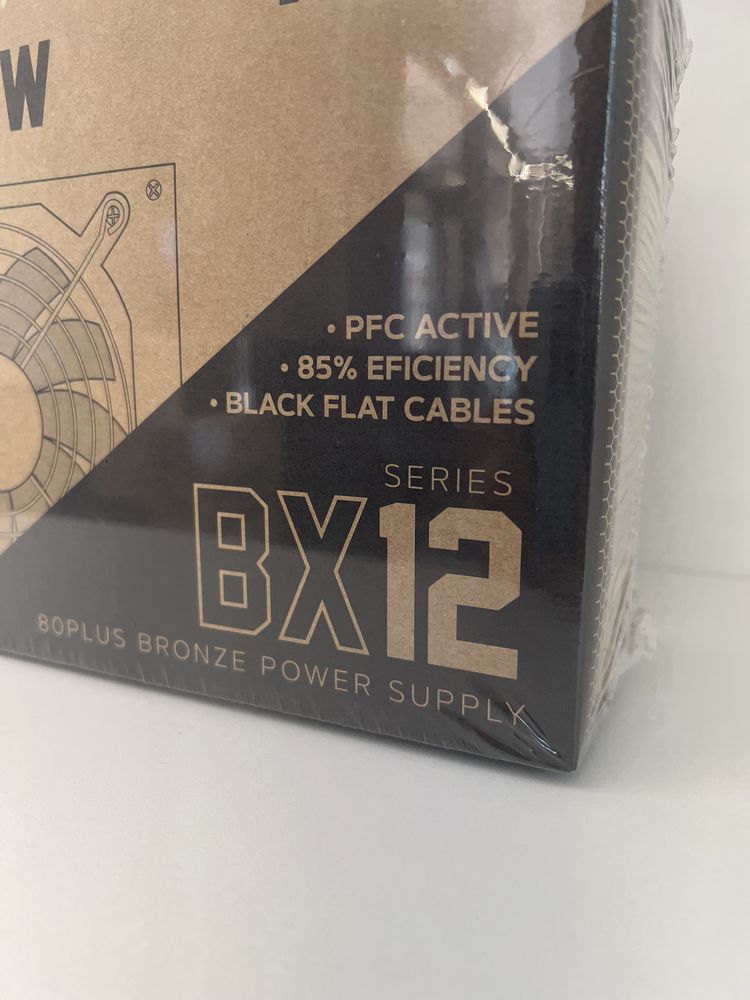 W
• PFC ACTIVE
• 85% EFICIENCY
• BLACK FLAT CABLES
SERIES
BX12
80PLUS BRONZE POWER SUPPLY